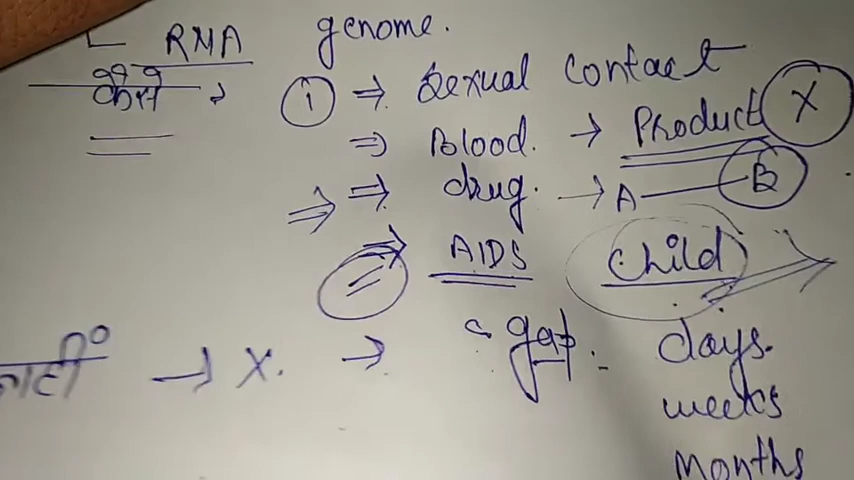 RNA genome.
① ⇒ Sexual contact
⇒ Blood. → Product X
⇒ ⇒ drug. → A — B
⇒ AIDS Child
→ X. → gap. days.
weeks
Months